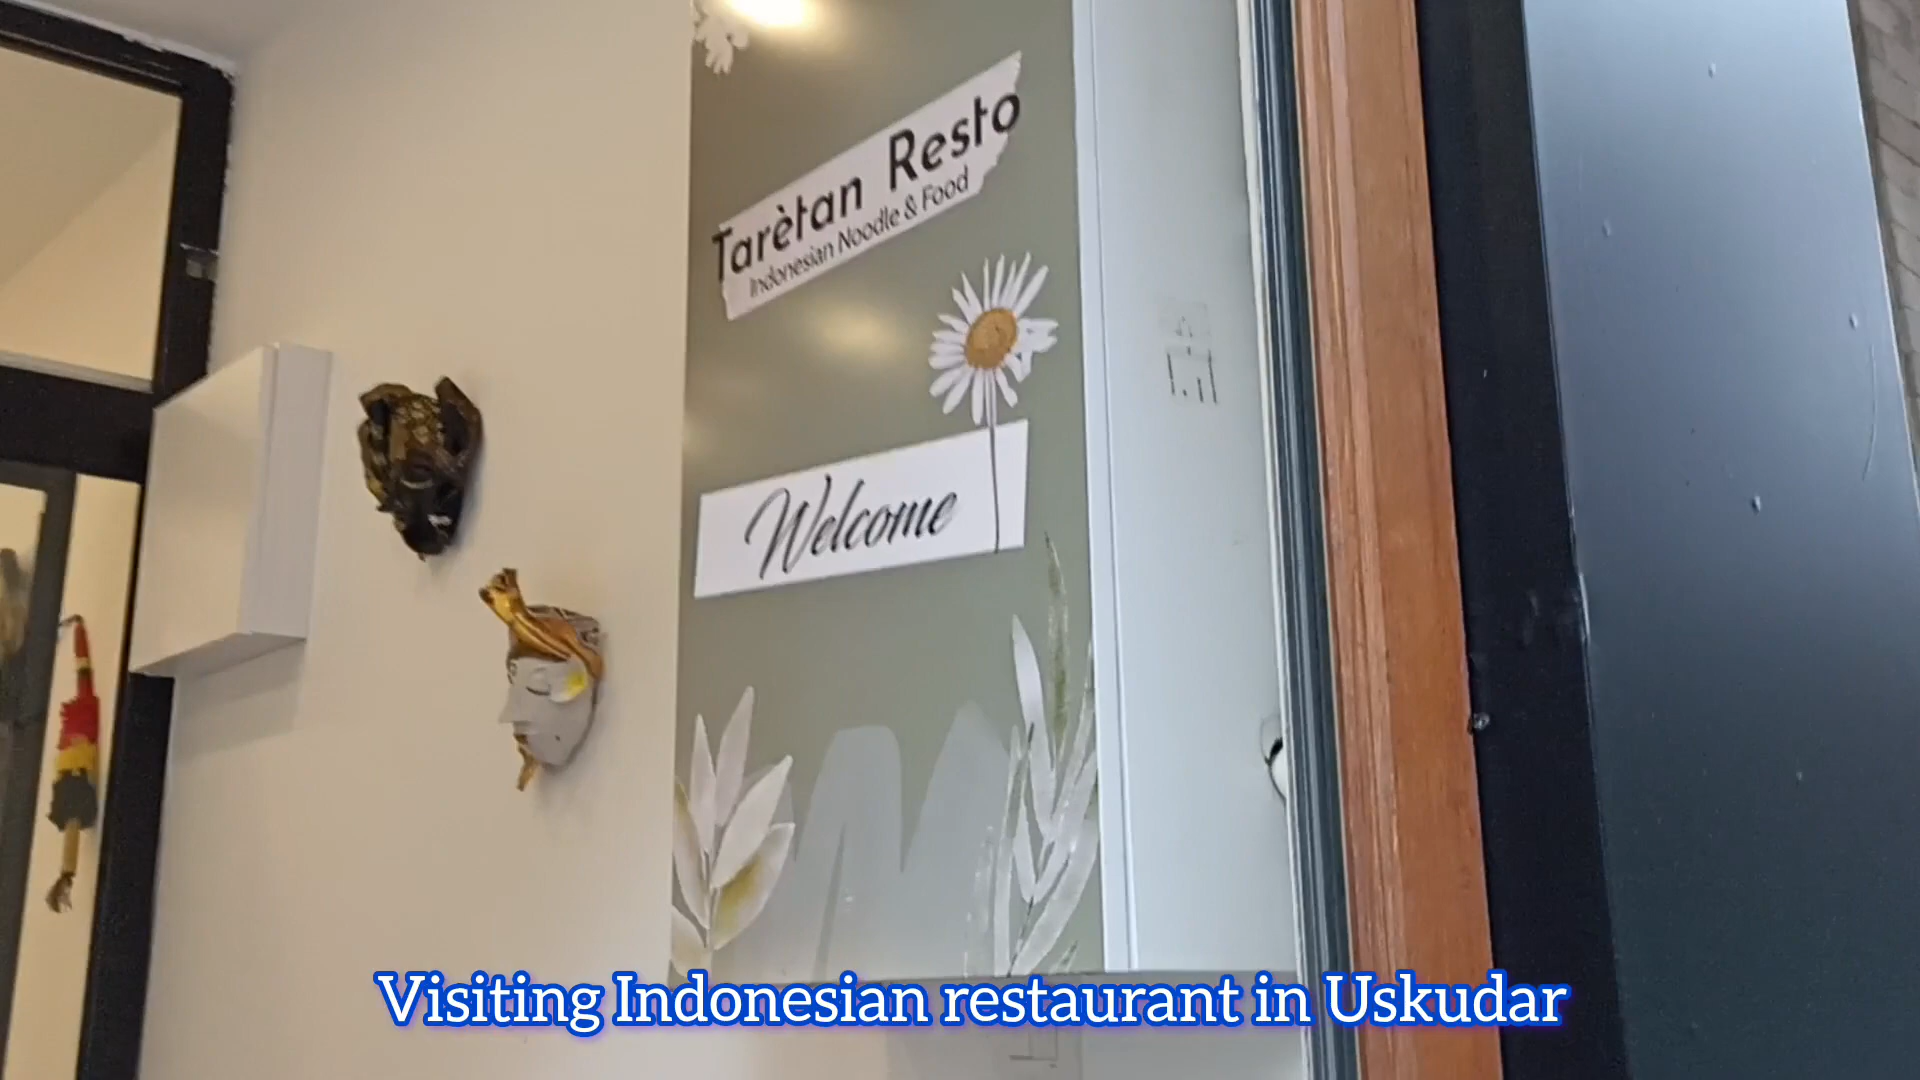 Tarètan Resto
Indonesian Noodle & Food
Welcome
Visiting Indonesian restaurant in Uskudar